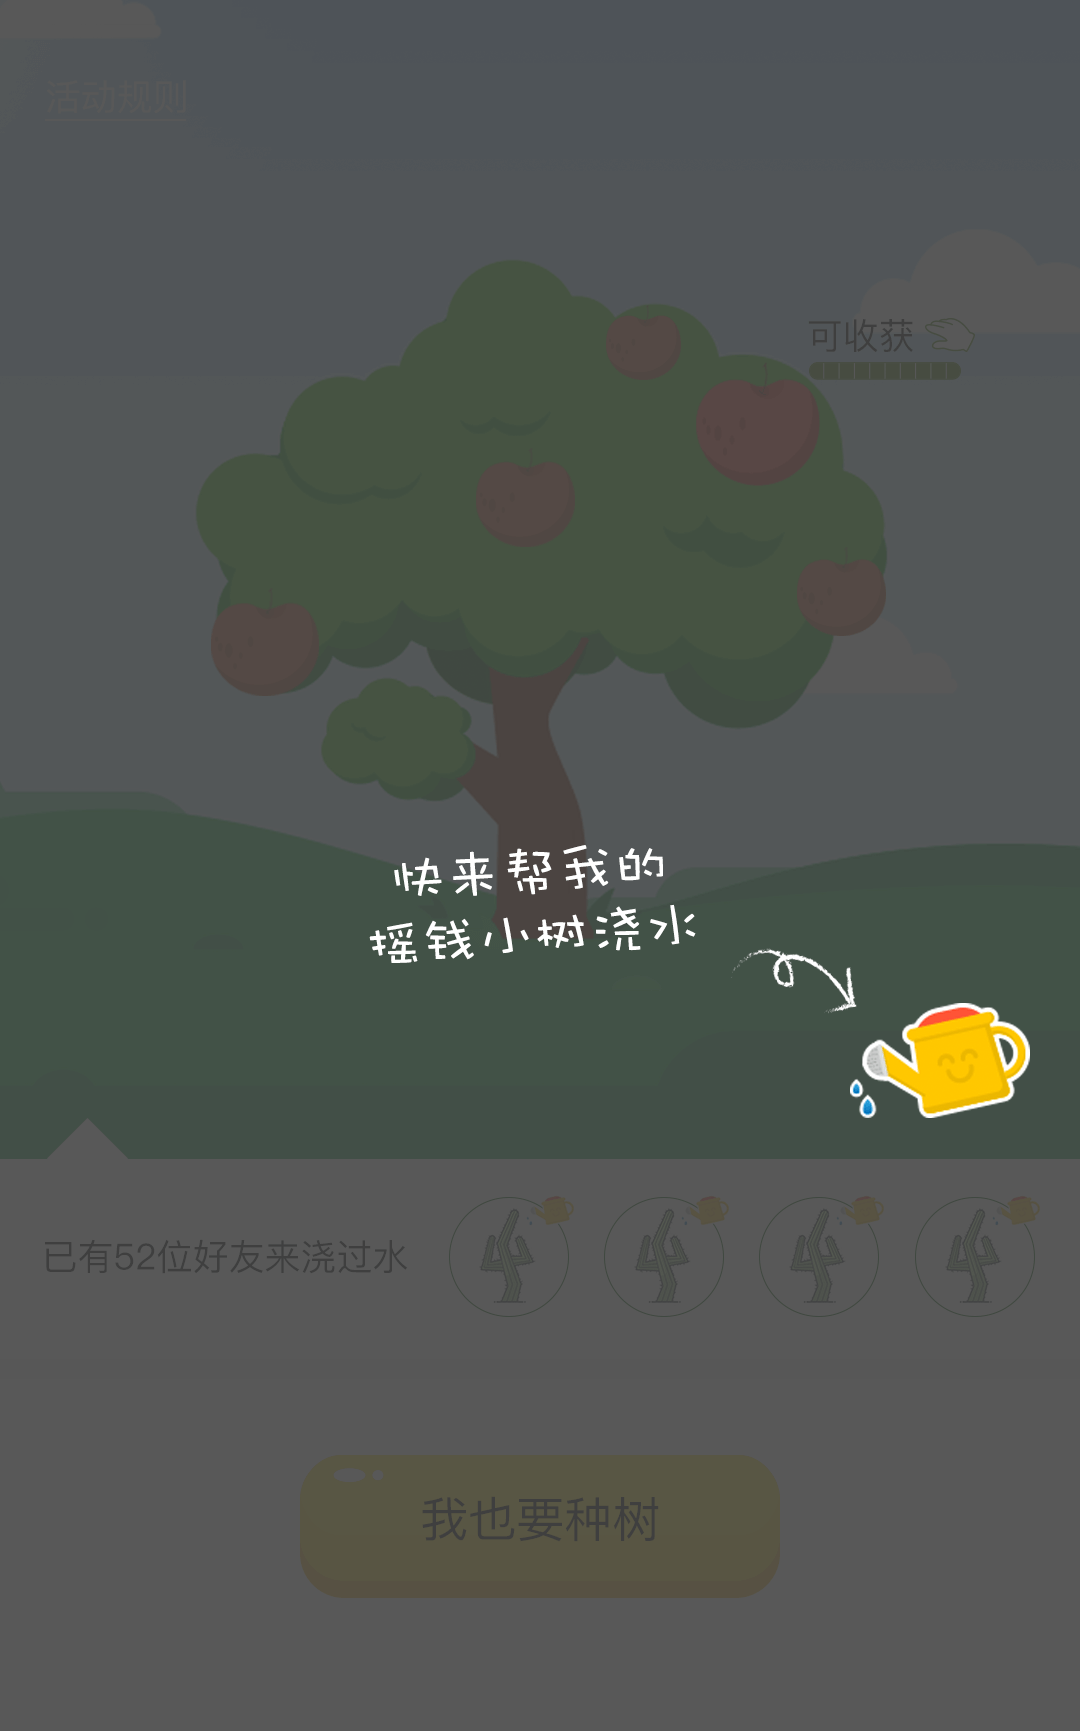 活动规则
可收获
快来帮我的
摇钱小树浇水
已有52位好友来浇过水
我也要种树